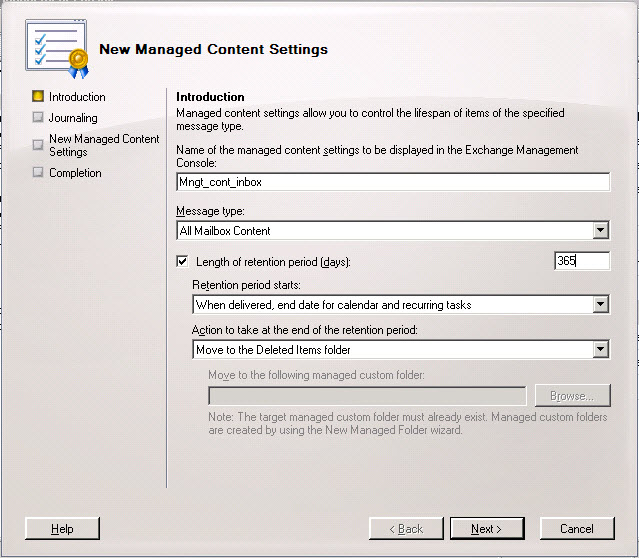 New Managed Content Settings
Introduction
Journaling
New Managed Content
Settings
Completion
Introduction
Managed content settings allow you to control the lifespan of items of the specified
message type.
Name of the managed content settings to be displayed in the Exchange Management
Console:
Mngt_cont_inbox
Message type:
All Mailbox Content
Length of retention period (days):
365
Retention period starts:
When delivered, end date for calendar and recurring tasks
Action to take at the end of the retention period:
Move to the Deleted Items folder
Move to the following managed custom folder:
Browse...
Note: The target managed custom folder must already exist. Managed custom folders
are created by using the New Managed Folder wizard.
Help
< Back
Next >
Cancel